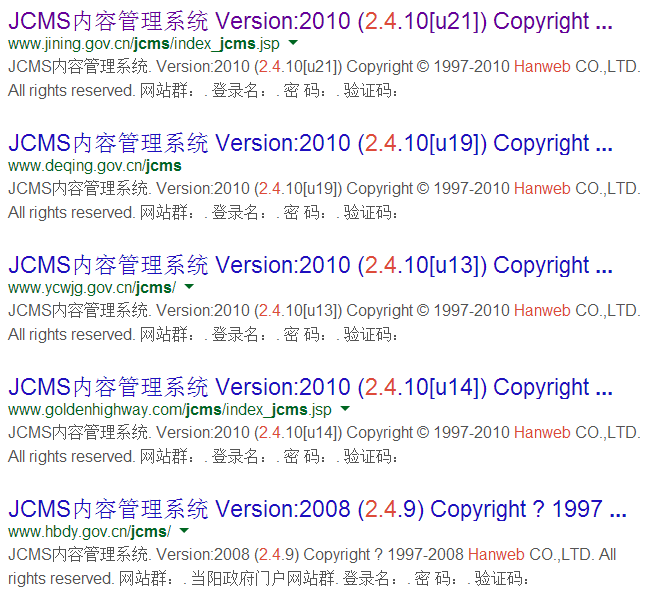 JCMS内容管理系统 Version:2010 (2.4.10[u21]) Copyright ...
www.jining.gov.cn/jcms/index_jcms.jsp
JCMS内容管理系统. Version:2010 (2.4.10[u21]) Copyright © 1997-2010 Hanweb CO.,LTD.
All rights reserved. 网站群：. 登录名：. 密 码：. 验证码：
JCMS内容管理系统 Version:2010 (2.4.10[u19]) Copyright ...
www.deqing.gov.cn/jcms
JCMS内容管理系统. Version:2010 (2.4.10[u19]) Copyright © 1997-2010 Hanweb CO.,LTD.
All rights reserved. 网站群：. 登录名：. 密 码：. 验证码：
JCMS内容管理系统 Version:2010 (2.4.10[u13]) Copyright ...
www.ycwjg.gov.cn/jcms/
JCMS内容管理系统. Version:2010 (2.4.10[u13]) Copyright © 1997-2010 Hanweb CO.,LTD.
All rights reserved. 网站群：. 登录名：. 密 码：. 验证码：
JCMS内容管理系统 Version:2010 (2.4.10[u14]) Copyright ...
www.goldenhighway.com/jcms/index_jcms.jsp
JCMS内容管理系统. Version:2010 (2.4.10[u14]) Copyright © 1997-2010 Hanweb CO.,LTD.
All rights reserved. 网站群：. 登录名：. 密 码：. 验证码：
JCMS内容管理系统 Version:2008 (2.4.9) Copyright ? 1997 ...
www.hbdy.gov.cn/jcms/
JCMS内容管理系统. Version:2008 (2.4.9) Copyright ? 1997-2008 Hanweb CO.,LTD. All
rights reserved. 网站群：. 当阳政府门户网站群. 登录名：. 密 码：. 验证码：